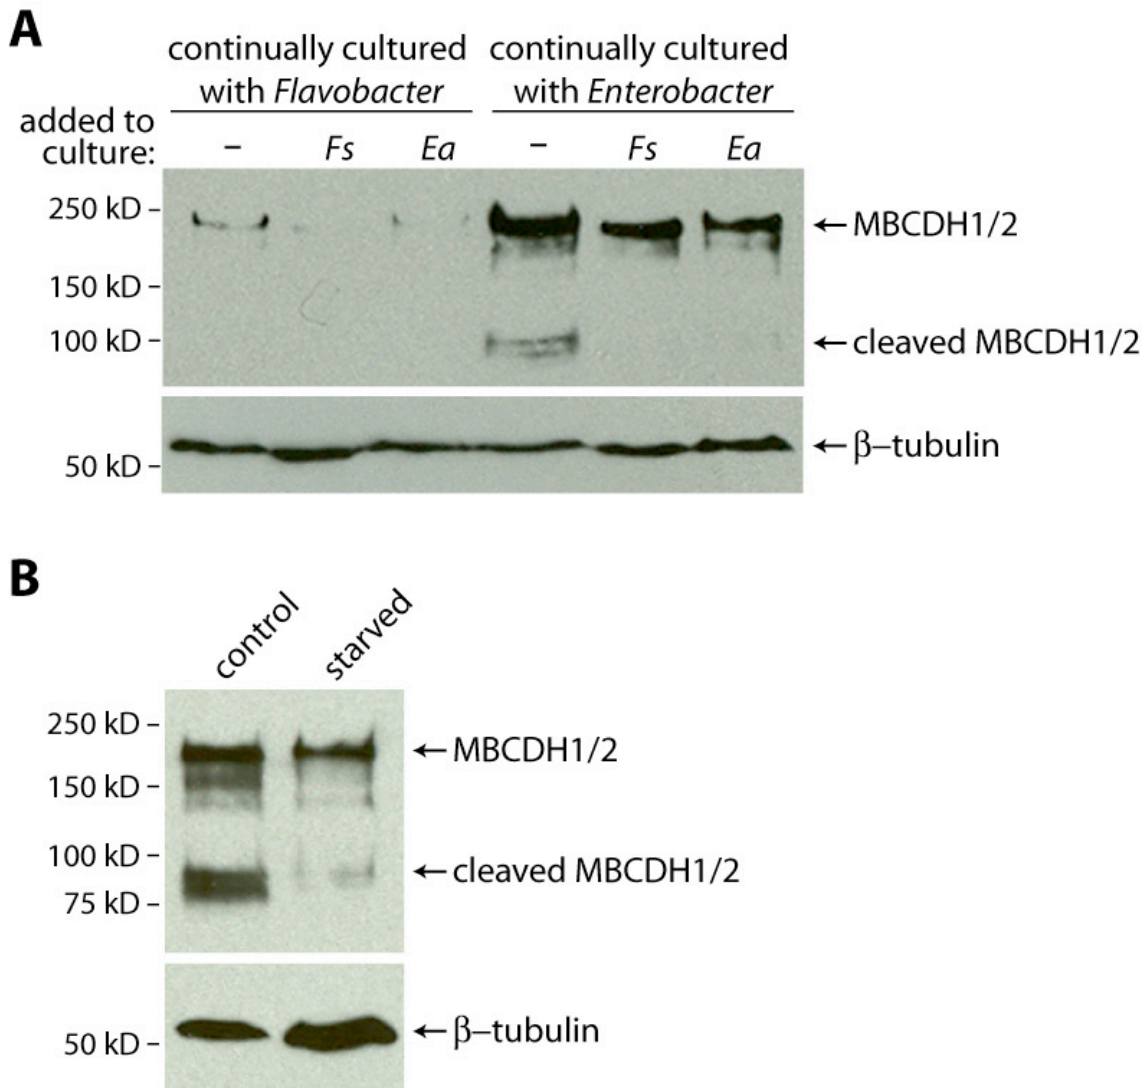 A
continually cultured
with Flavobacter
continually cultured
with Enterobacter
added to
culture:
– Fs Ea – Fs Ea
250 kD –
150 kD –
100 kD –
50 kD –
←MBCDH1/2
←cleaved MBCDH1/2
←β–tubulin
B
control
starved
250 kD –
150 kD –
100 kD –
75 kD –
50 kD –
←MBCDH1/2
←cleaved MBCDH1/2
←β–tubulin